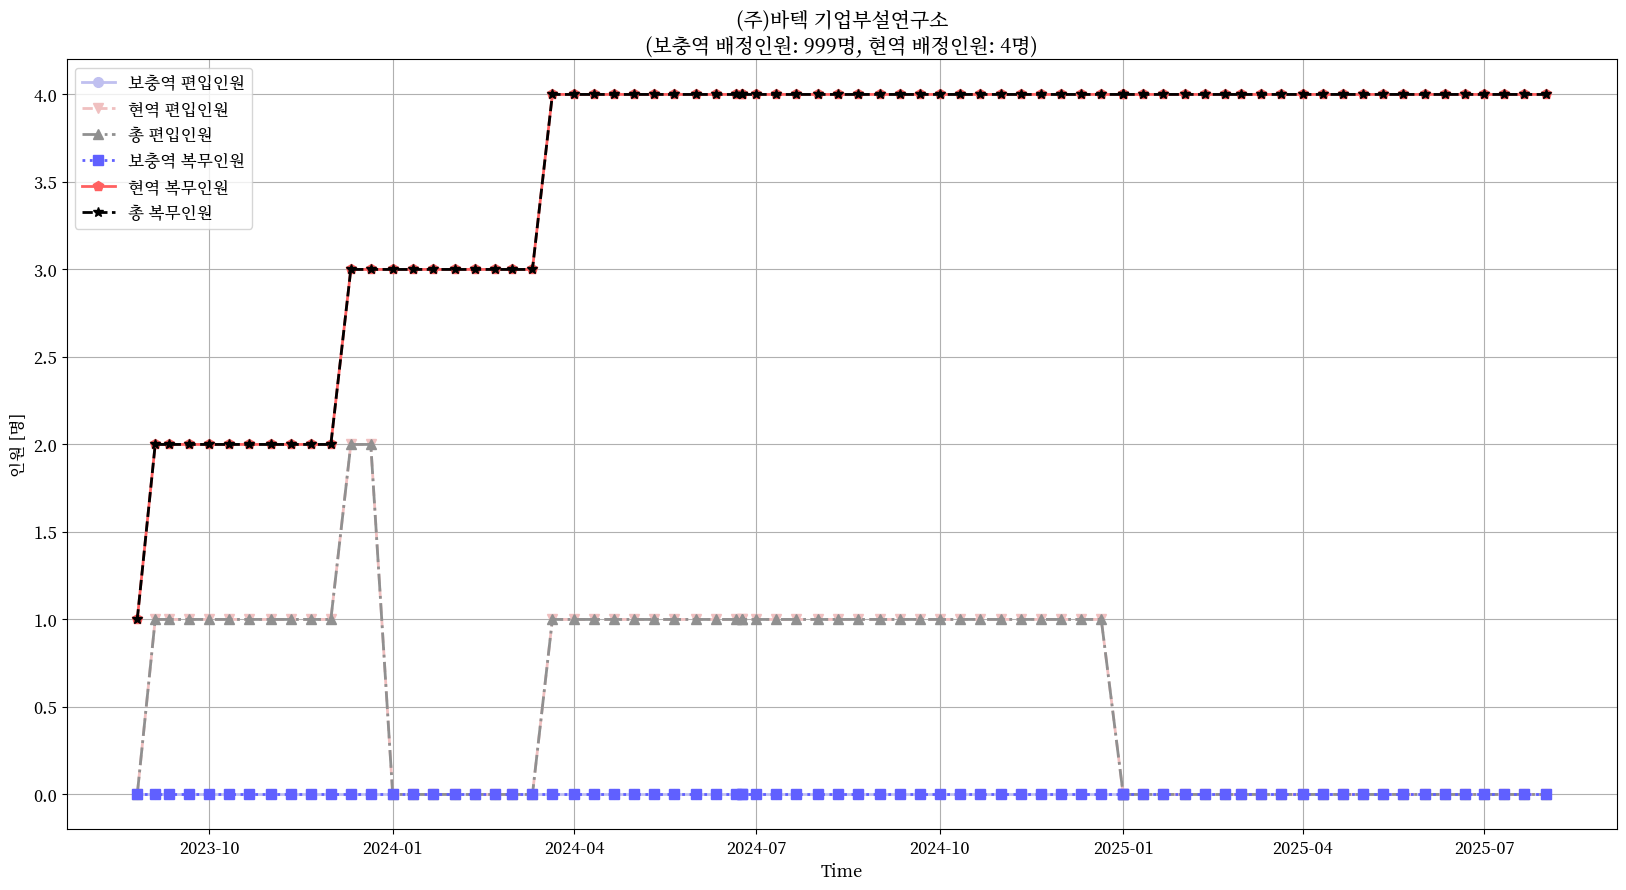 (주)바텍 기업부설연구소
(보충역 배정인원: 999명, 현역 배정인원: 4명)
보충역 편입인원
현역 편입인원
총 편입인원
보충역 복무인원
현역 복무인원
총 복무인원
4.0
3.5
3.0
2.5
2.0
1.5
1.0
0.5
0.0
인원 [명]
2023-10
2024-01
2024-04
2024-07
2024-10
2025-01
2025-04
2025-07
Time